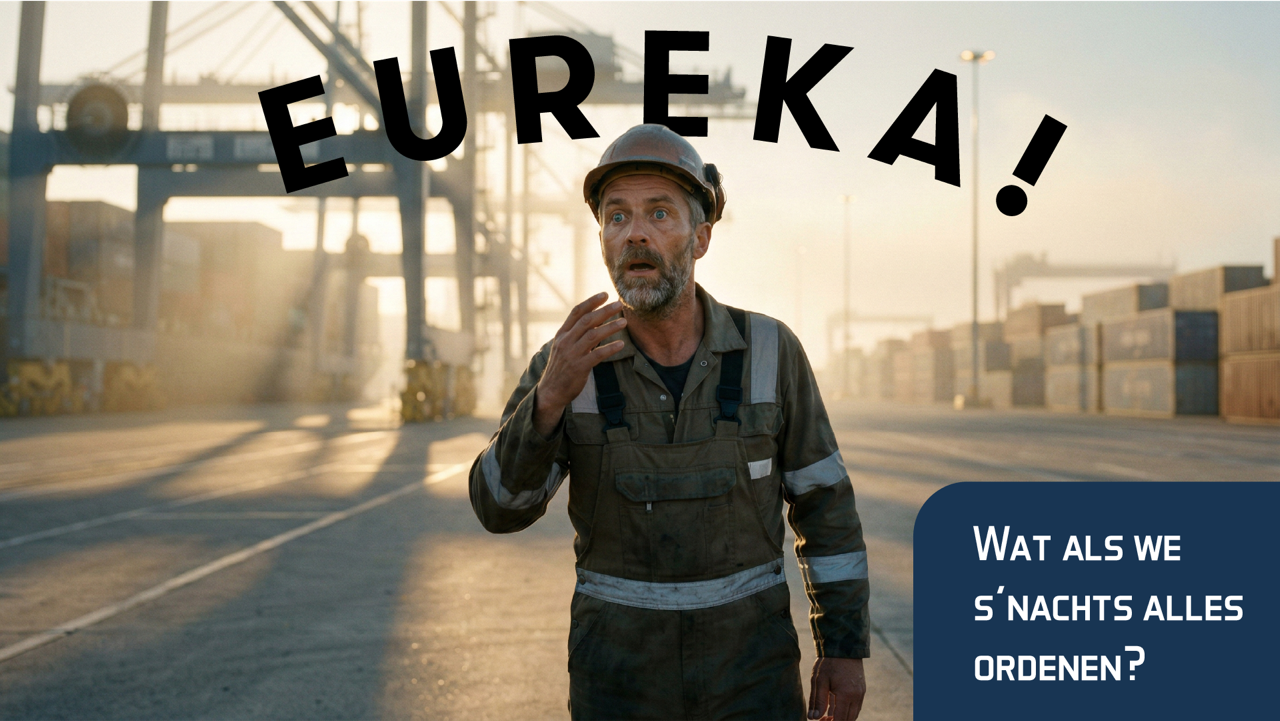 EUREKA!
WAT ALS WE
S´NACHTS ALLES
ORDENEN?